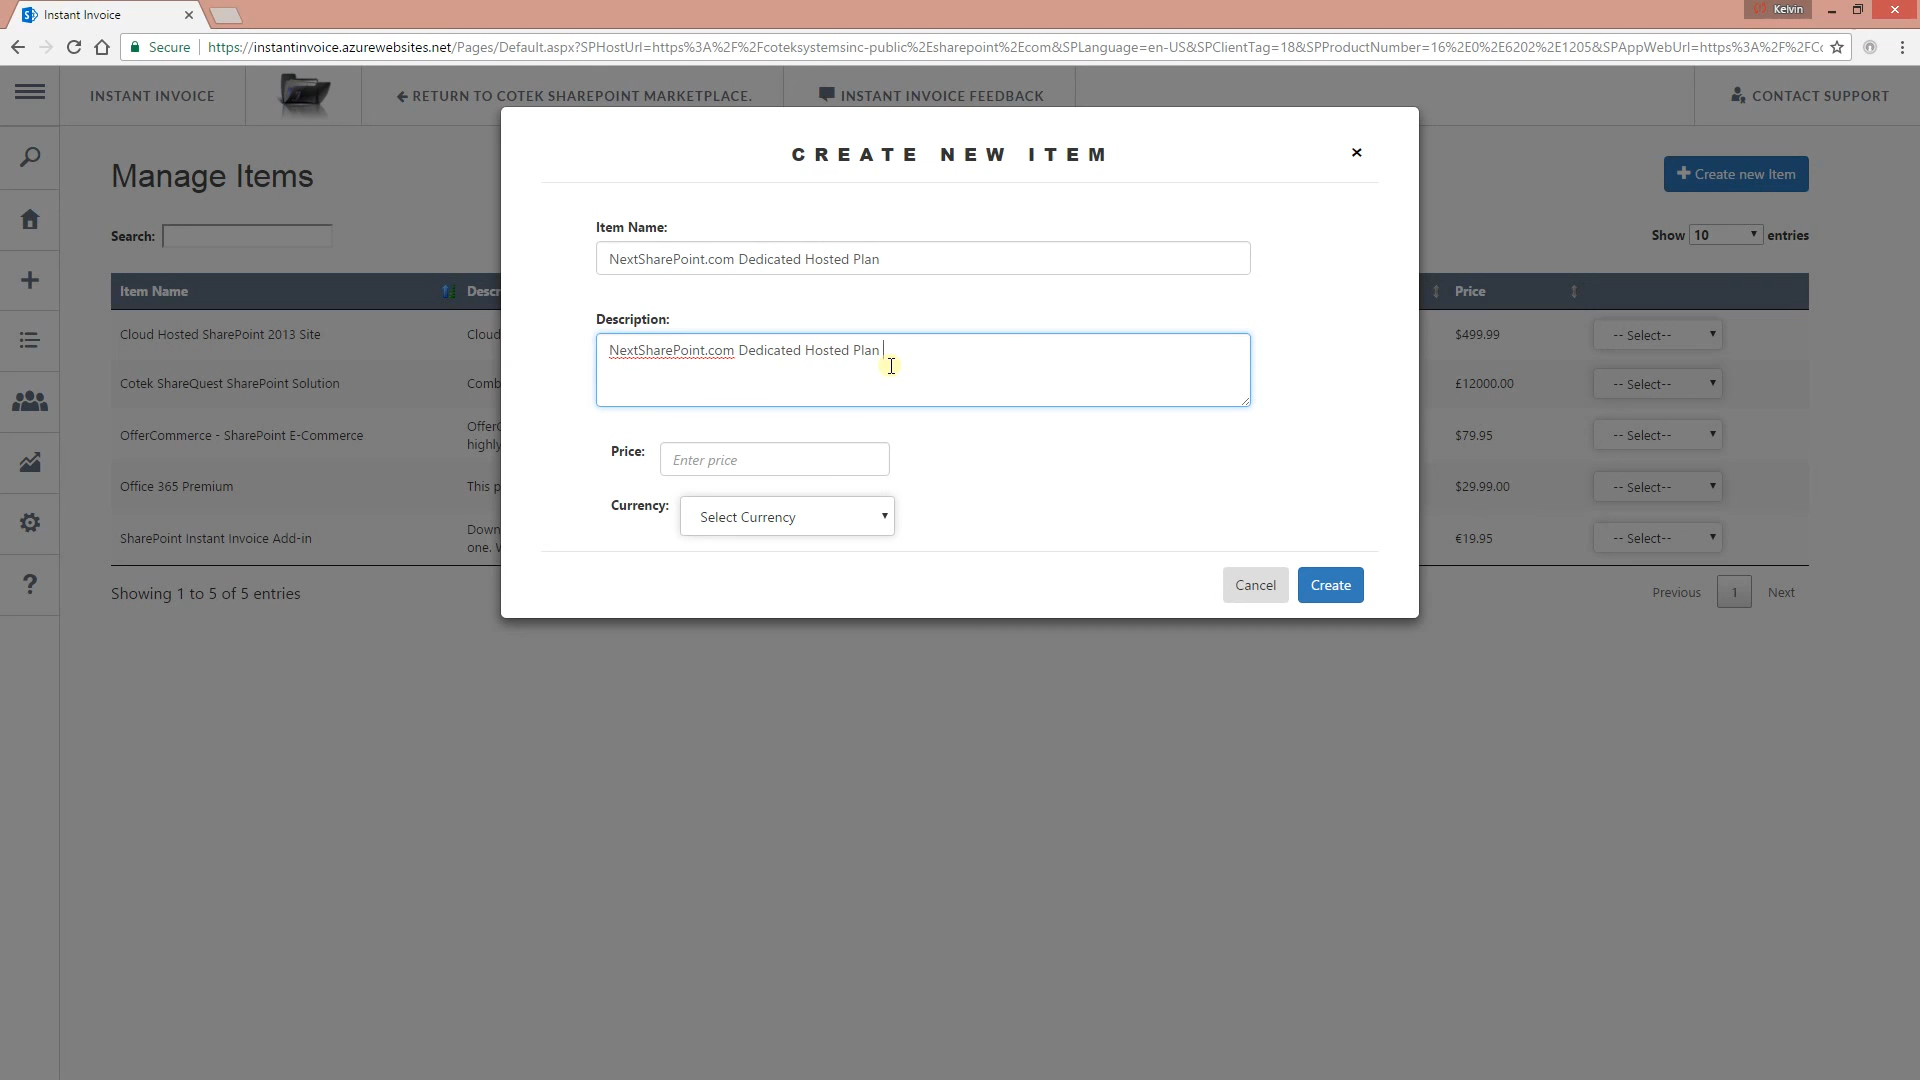 Instant Invoice
Kelvin
Secure https://instantinvoice.azurewebsites.net/Pages/Default.aspx?SPHostUrl=https%3A%2F%2Fcoteksystemsinc-public%2Esharepoint%2Ecom&SPLanguage=en-US&SPClientTag=18&SPProductNumber=16%2E0%2E6202%2E1205&SPAppWebUrl=https%3A%2F%2FCo
INSTANT INVOICE
RETURN TO COTEK SHAREPOINT MARKETPLACE.
INSTANT INVOICE FEEDBACK
CONTACT SUPPORT
Manage Items
Create new Item
Search:
Show 10 entries
Item Name Descr Price
Cloud Hosted SharePoint 2013 Site Cloud $499.99 -- Select--
Cotek ShareQuest SharePoint Solution Comb £12000.00 -- Select--
OfferCommerce - SharePoint E-Commerce OfferC
highly $79.95 -- Select--
Office 365 Premium This p $29.99.00 -- Select--
SharePoint Instant Invoice Add-in Down
one. W €19.95 -- Select--
Showing 1 to 5 of 5 entries
Previous 1 Next
CREATE NEW ITEM
×
Item Name:
NextSharePoint.com Dedicated Hosted Plan
Description:
NextSharePoint.com Dedicated Hosted Plan
Price: Enter price
Currency: Select Currency
Cancel Create